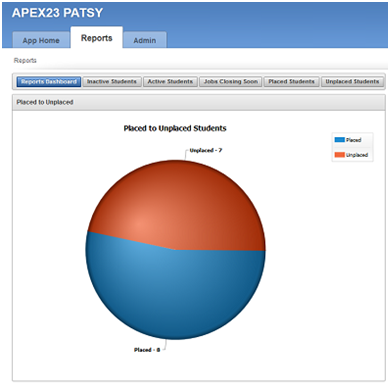 APEX23 PATSY
App Home Reports Admin
Reports
Reports Dashboard Inactive Students Active Students Jobs Closing Soon Placed Students Unplaced Students
Placed to Unplaced
Placed to Unplaced Students
Placed
Unplaced
Unplaced - 7
Placed - 8